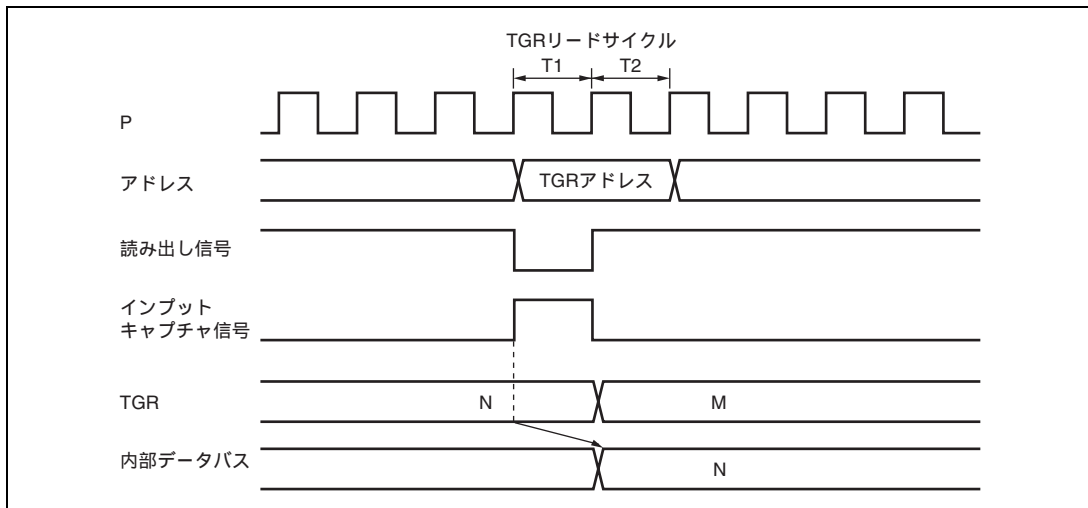 TGRリードサイクル
T1 T2
P
アドレス TGRアドレス
読み出し信号
インプット
キャプチャ信号
TGR N M
内部データバス N